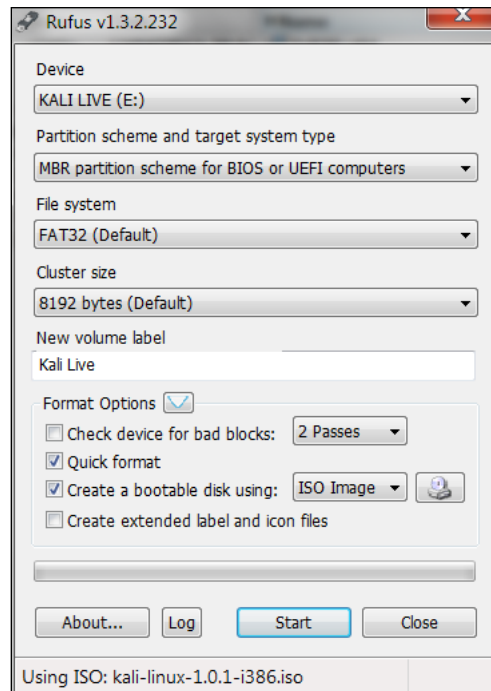 Rufus v1.3.2.232
Device
KALI LIVE (E:)
Partition scheme and target system type
MBR partition scheme for BIOS or UEFI computers
File system
FAT32 (Default)
Cluster size
8192 bytes (Default)
New volume label
Kali Live
Format Options
Check device for bad blocks: 2 Passes
Quick format
Create a bootable disk using: ISO Image
Create extended label and icon files
About... Log Start Close
Using ISO: kali-linux-1.0.1-i386.iso